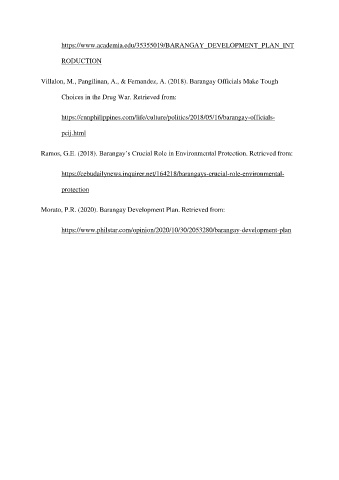 https://www.academia.edu/35355019/BARANGAY_DEVELOPMENT_PLAN_INT
RODUCTION
Villalon, M., Pangilinan, A., & Fernandez, A. (2018). Barangay Officials Make Tough
Choices in the Drug War. Retrieved from:
https://cnnphilippines.com/life/culture/politics/2018/05/16/barangay-officials-
pcij.html
Ramos, G.E. (2018). Barangay's Crucial Role in Environmental Protection. Retrieved from:
https://cebudailynews.inquirer.net/164218/barangays-crucial-role-environmental-
protection
Morato, P.R. (2020). Barangay Development Plan. Retrieved from:
https://www.philstar.com/opinion/2020/10/30/2053280/barangay-development-plan